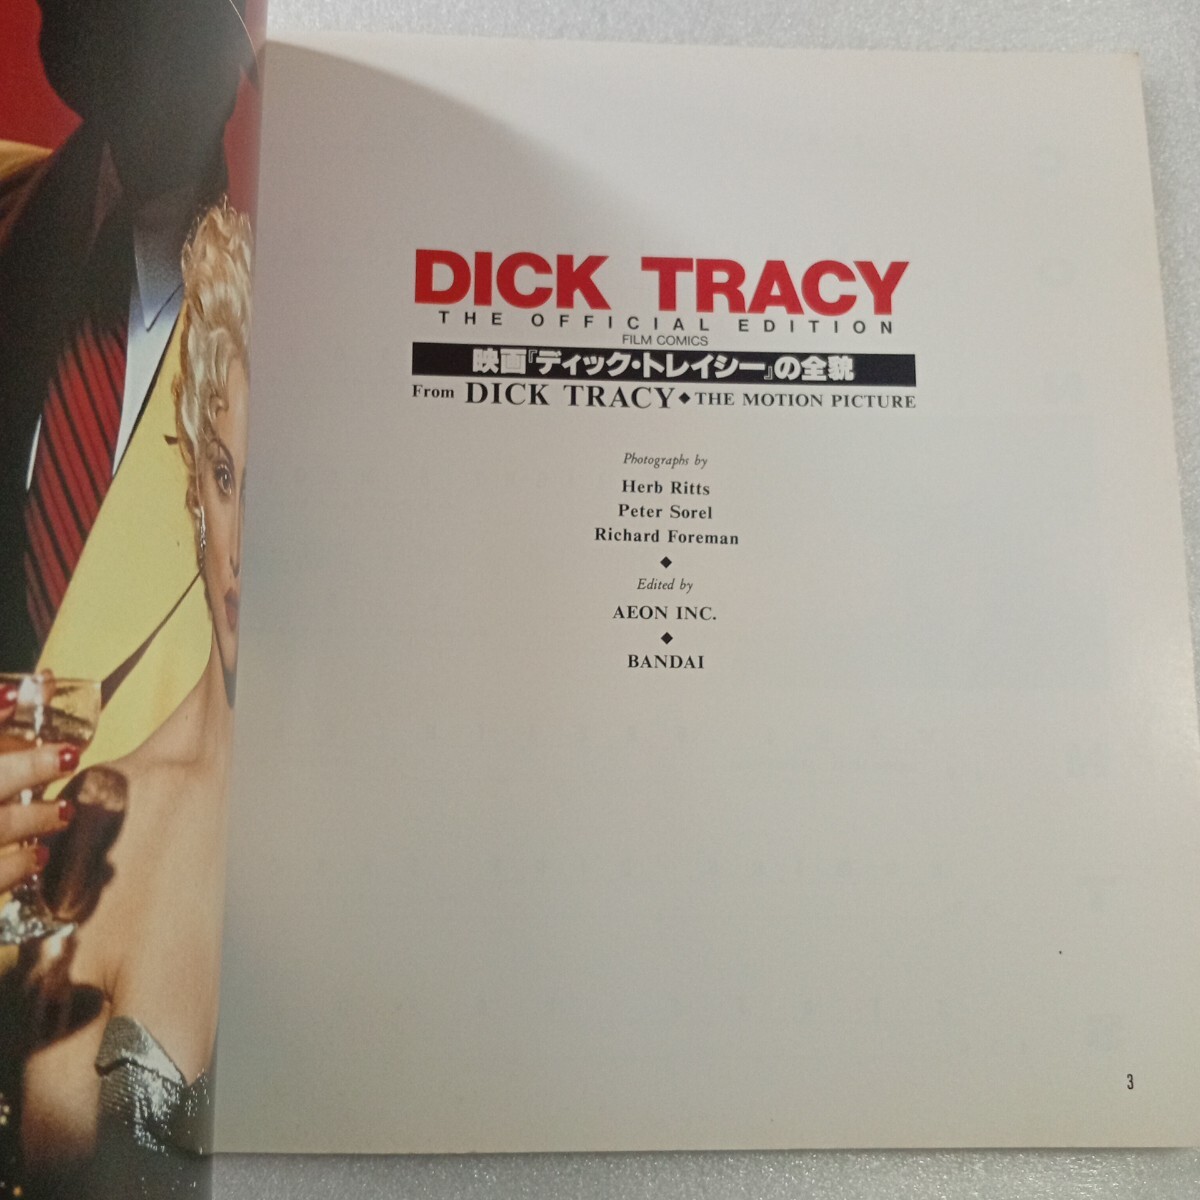 DICK TRACY
THE OFFICIAL EDITION
FILM COMICS
映画『ディック・トレイシー』の全貌
From DICK TRACY◆THE MOTION PICTURE
Photographs by
Herb Ritts
Peter Sorel
Richard Foreman
◆
Edited by
AEON INC.
◆
BANDAI
3